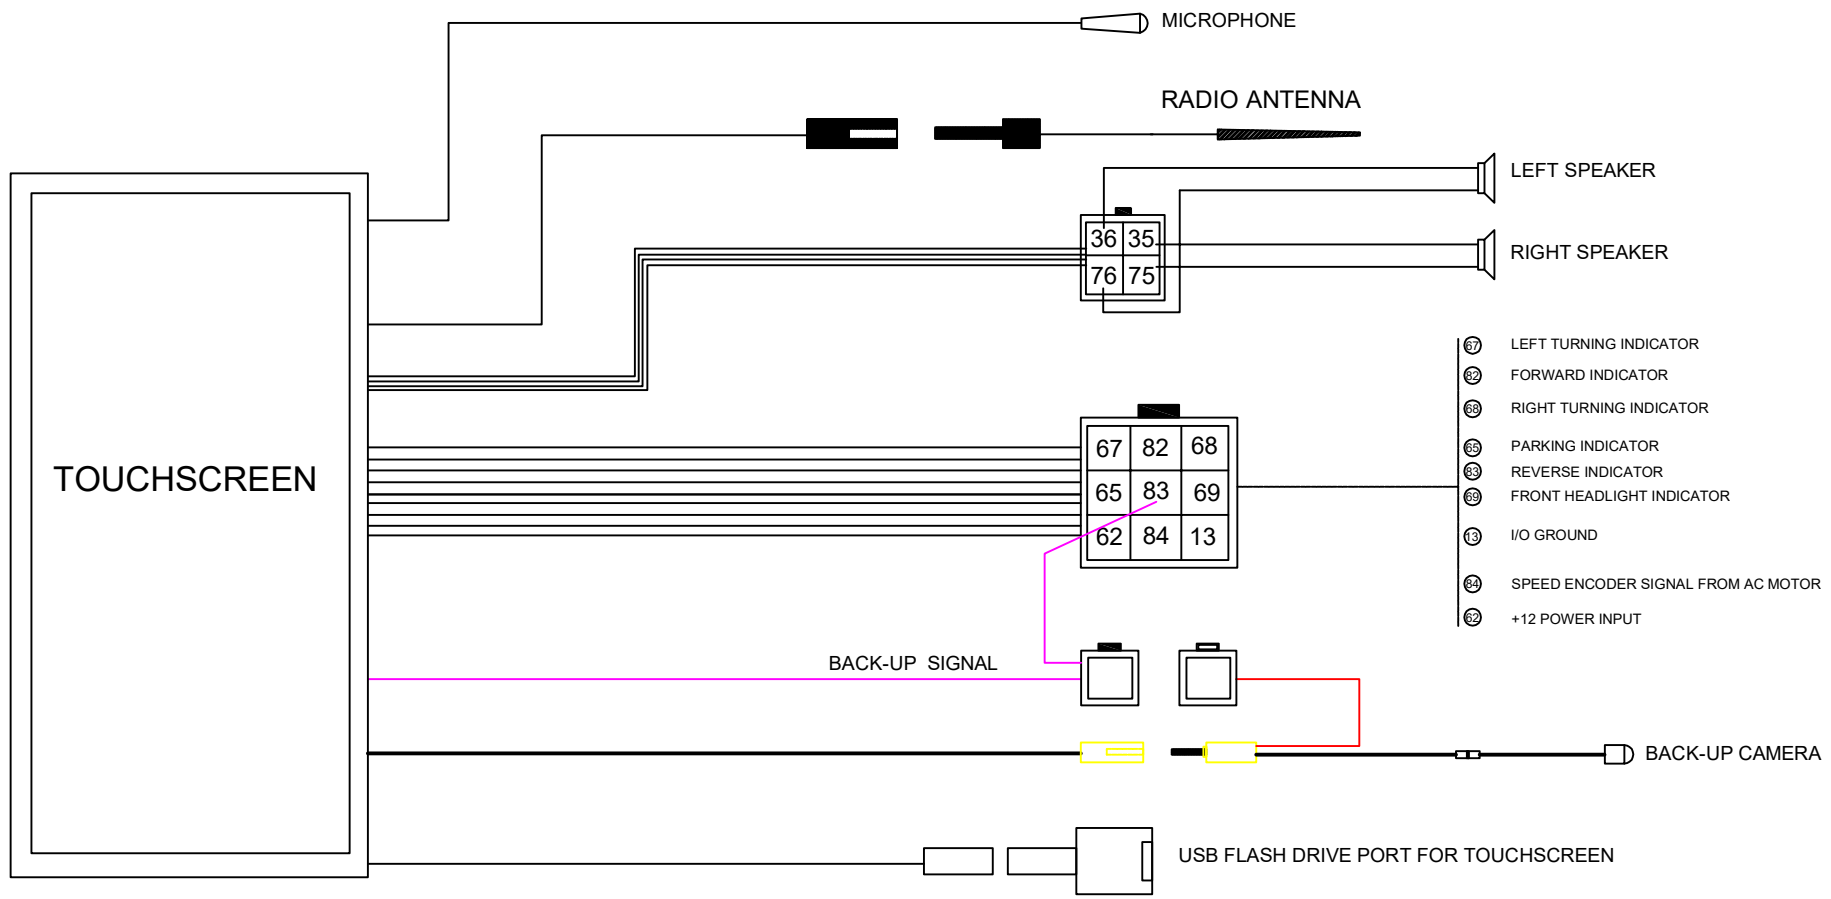 MICROPHONE
RADIO ANTENNA
LEFT SPEAKER
36 35
RIGHT SPEAKER
76 75
67 LEFT TURNING INDICATOR
82 FORWARD INDICATOR
68 RIGHT TURNING INDICATOR
65 PARKING INDICATOR
83 REVERSE INDICATOR
69 FRONT HEADLIGHT INDICATOR
13 I/O GROUND
84 SPEED ENCODER SIGNAL FROM AC MOTOR
62 +12 POWER INPUT
67 82 68
65 83 69
62 84 13
TOUCHSCREEN
BACK-UP SIGNAL
BACK-UP CAMERA
USB FLASH DRIVE PORT FOR TOUCHSCREEN